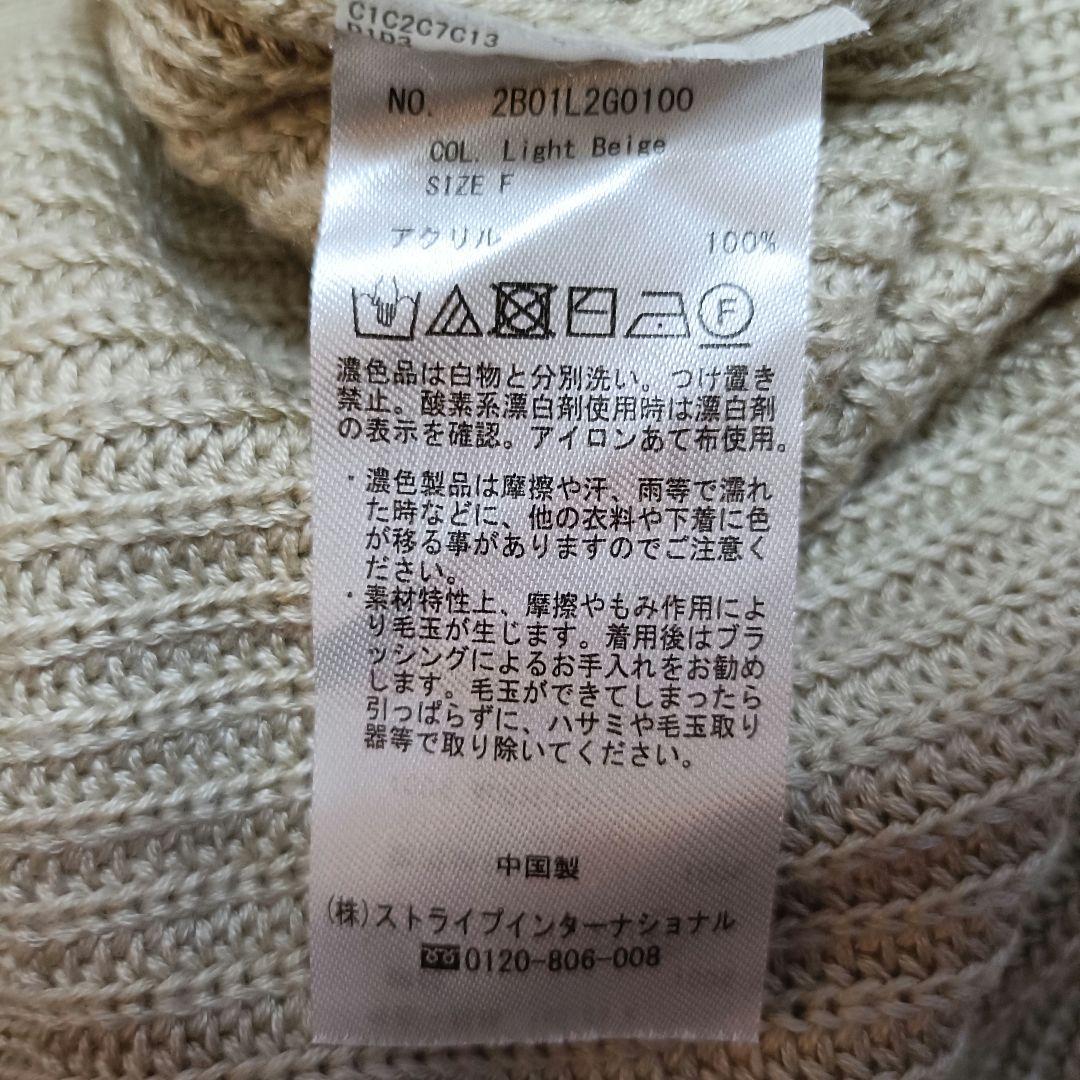 C1C2C7C13
D1D3
NO. 2B01L2G0100
COL. Light Beige
SIZE F
アクリル 100%
F
濃色品は白物と分別洗い。つけ置き
禁止。酸素系漂白剤使用時は漂白剤
の表示を確認。アイロンあて布使用。
・濃色製品は摩擦や汗、雨等で濡れ
た時などに、他の衣料や下着に色
が移る事がありますのでご注意く
ださい。
・素材特性上、摩擦やもみ作用によ
り毛玉が生じます。着用後はブラ
ッシングによるお手入れをお勧め
します。毛玉ができてしまったら
引っぱらずに、ハサミや毛玉取り
器等で取り除いてください。
中国製
(株)ストライプインターナショナル
0120-806-008